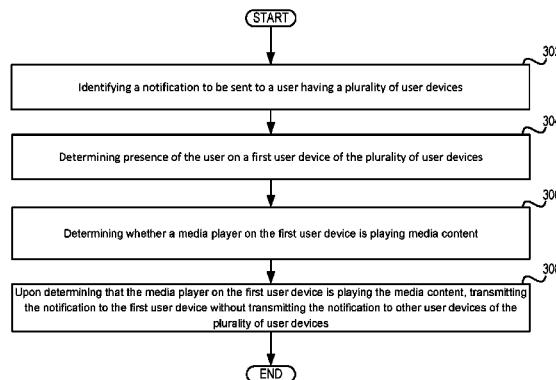 START
302
Identifying a notification to be sent to a user having a plurality of user devices
304
Determining presence of the user on a first user device of the plurality of user devices
306
Determining whether a media player on the first user device is playing media content
308
Upon determining that the media player on the first user device is playing the media content, transmitting
the notification to the first user device without transmitting the notification to other user devices of the
plurality of user devices
END